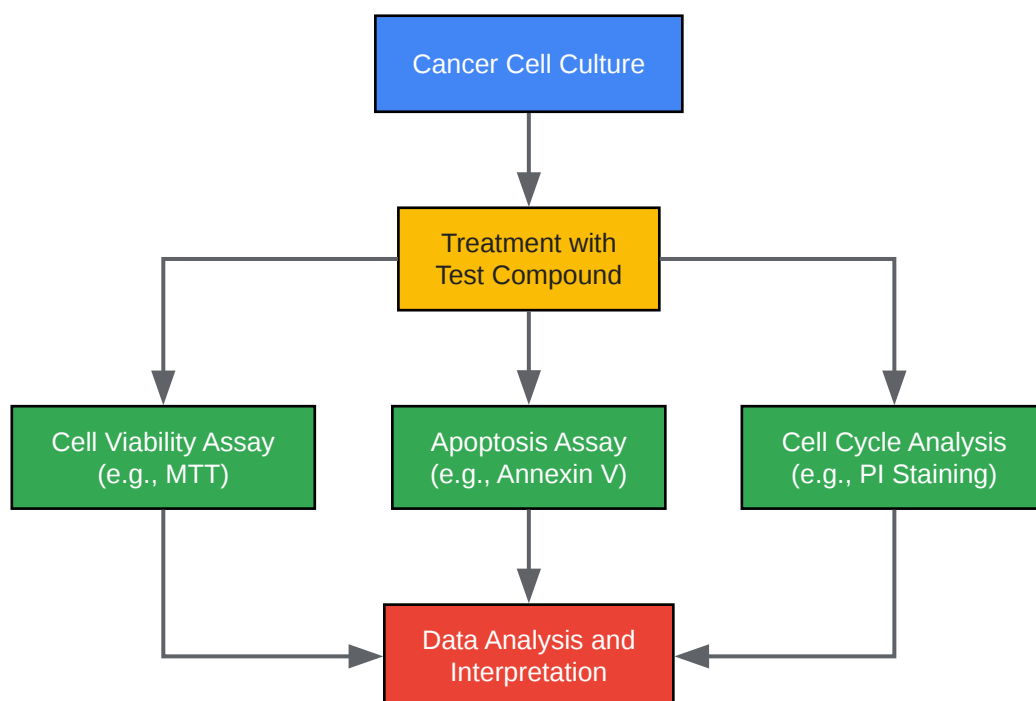 Cancer Cell Culture
Treatment with
Test Compound
Cell Viability Assay
(e.g., MTT)
Apoptosis Assay
(e.g., Annexin V)
Cell Cycle Analysis
(e.g., PI Staining)
Data Analysis and
Interpretation